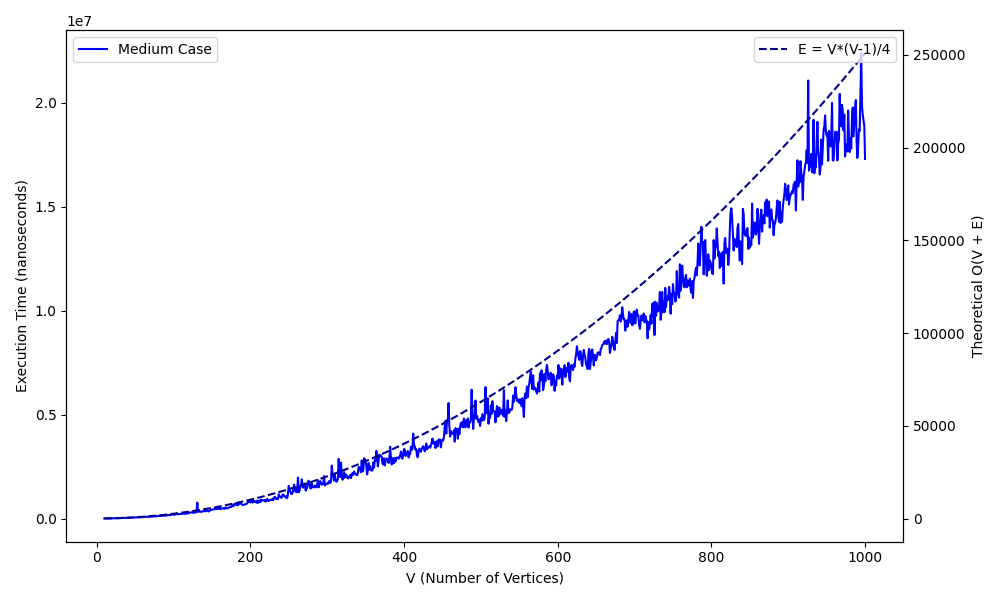 1e7
Medium Case
E = V*(V-1)/4
Execution Time (nanoseconds)
2.0
1.5
1.0
0.5
0.0
250000
200000
150000
100000
50000
0
Theoretical O(V + E)
0
200
400
600
800
1000
V (Number of Vertices)